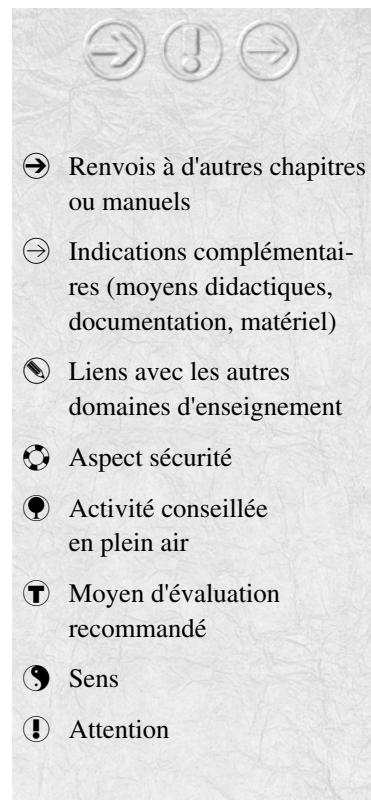 Renvois à d'autres chapitres
ou manuels
Indications complémentai-
res (moyens didactiques,
documentation, matériel)
Liens avec les autres
domaines d'enseignement
Aspect sécurité
Activité conseillée
en plein air
T Moyen d'évaluation
recommandé
Sens
! Attention